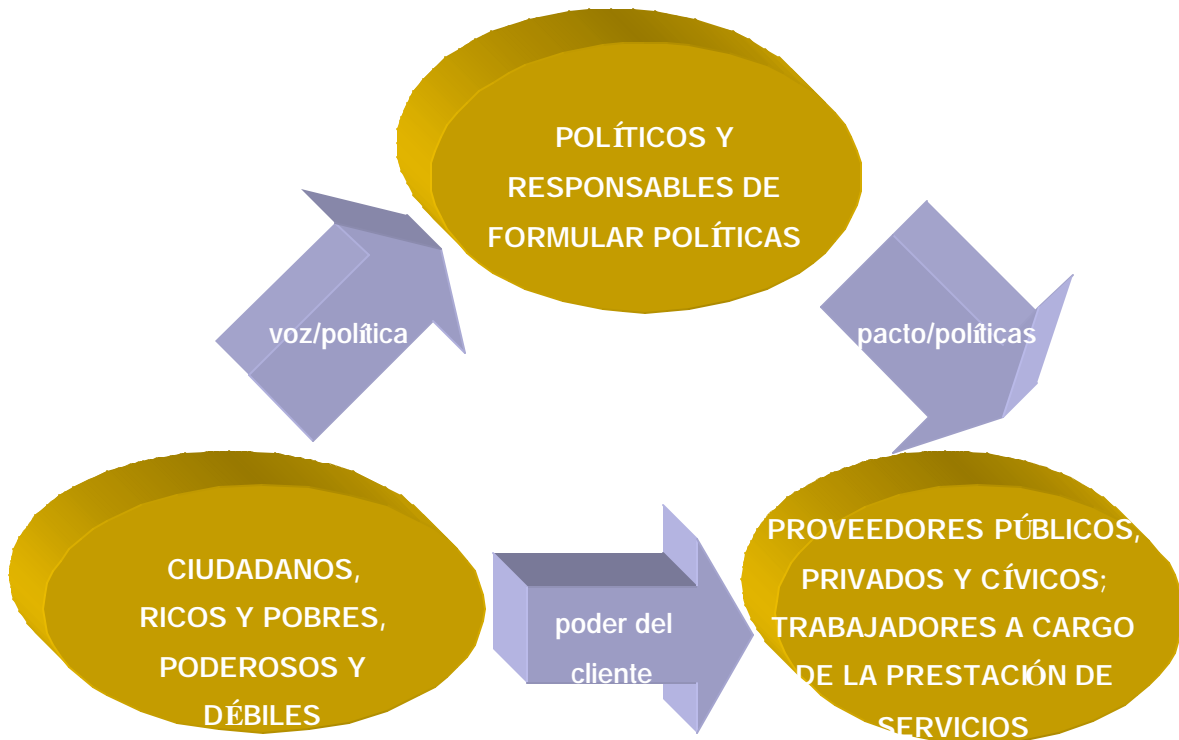 POLÍTICOS Y
RESPONSABLES DE
FORMULAR POLÍTICAS
voz/política
pacto/políticas
CIUDADANOS,
RICOS Y POBRES,
PODEROSOS Y
DÉBILES
poder del
cliente
PROVEEDORES PÚBLICOS,
PRIVADOS Y CÍVICOS;
TRABAJADORES A CARGO
DE LA PRESTACIÓN DE
SERVICIOS